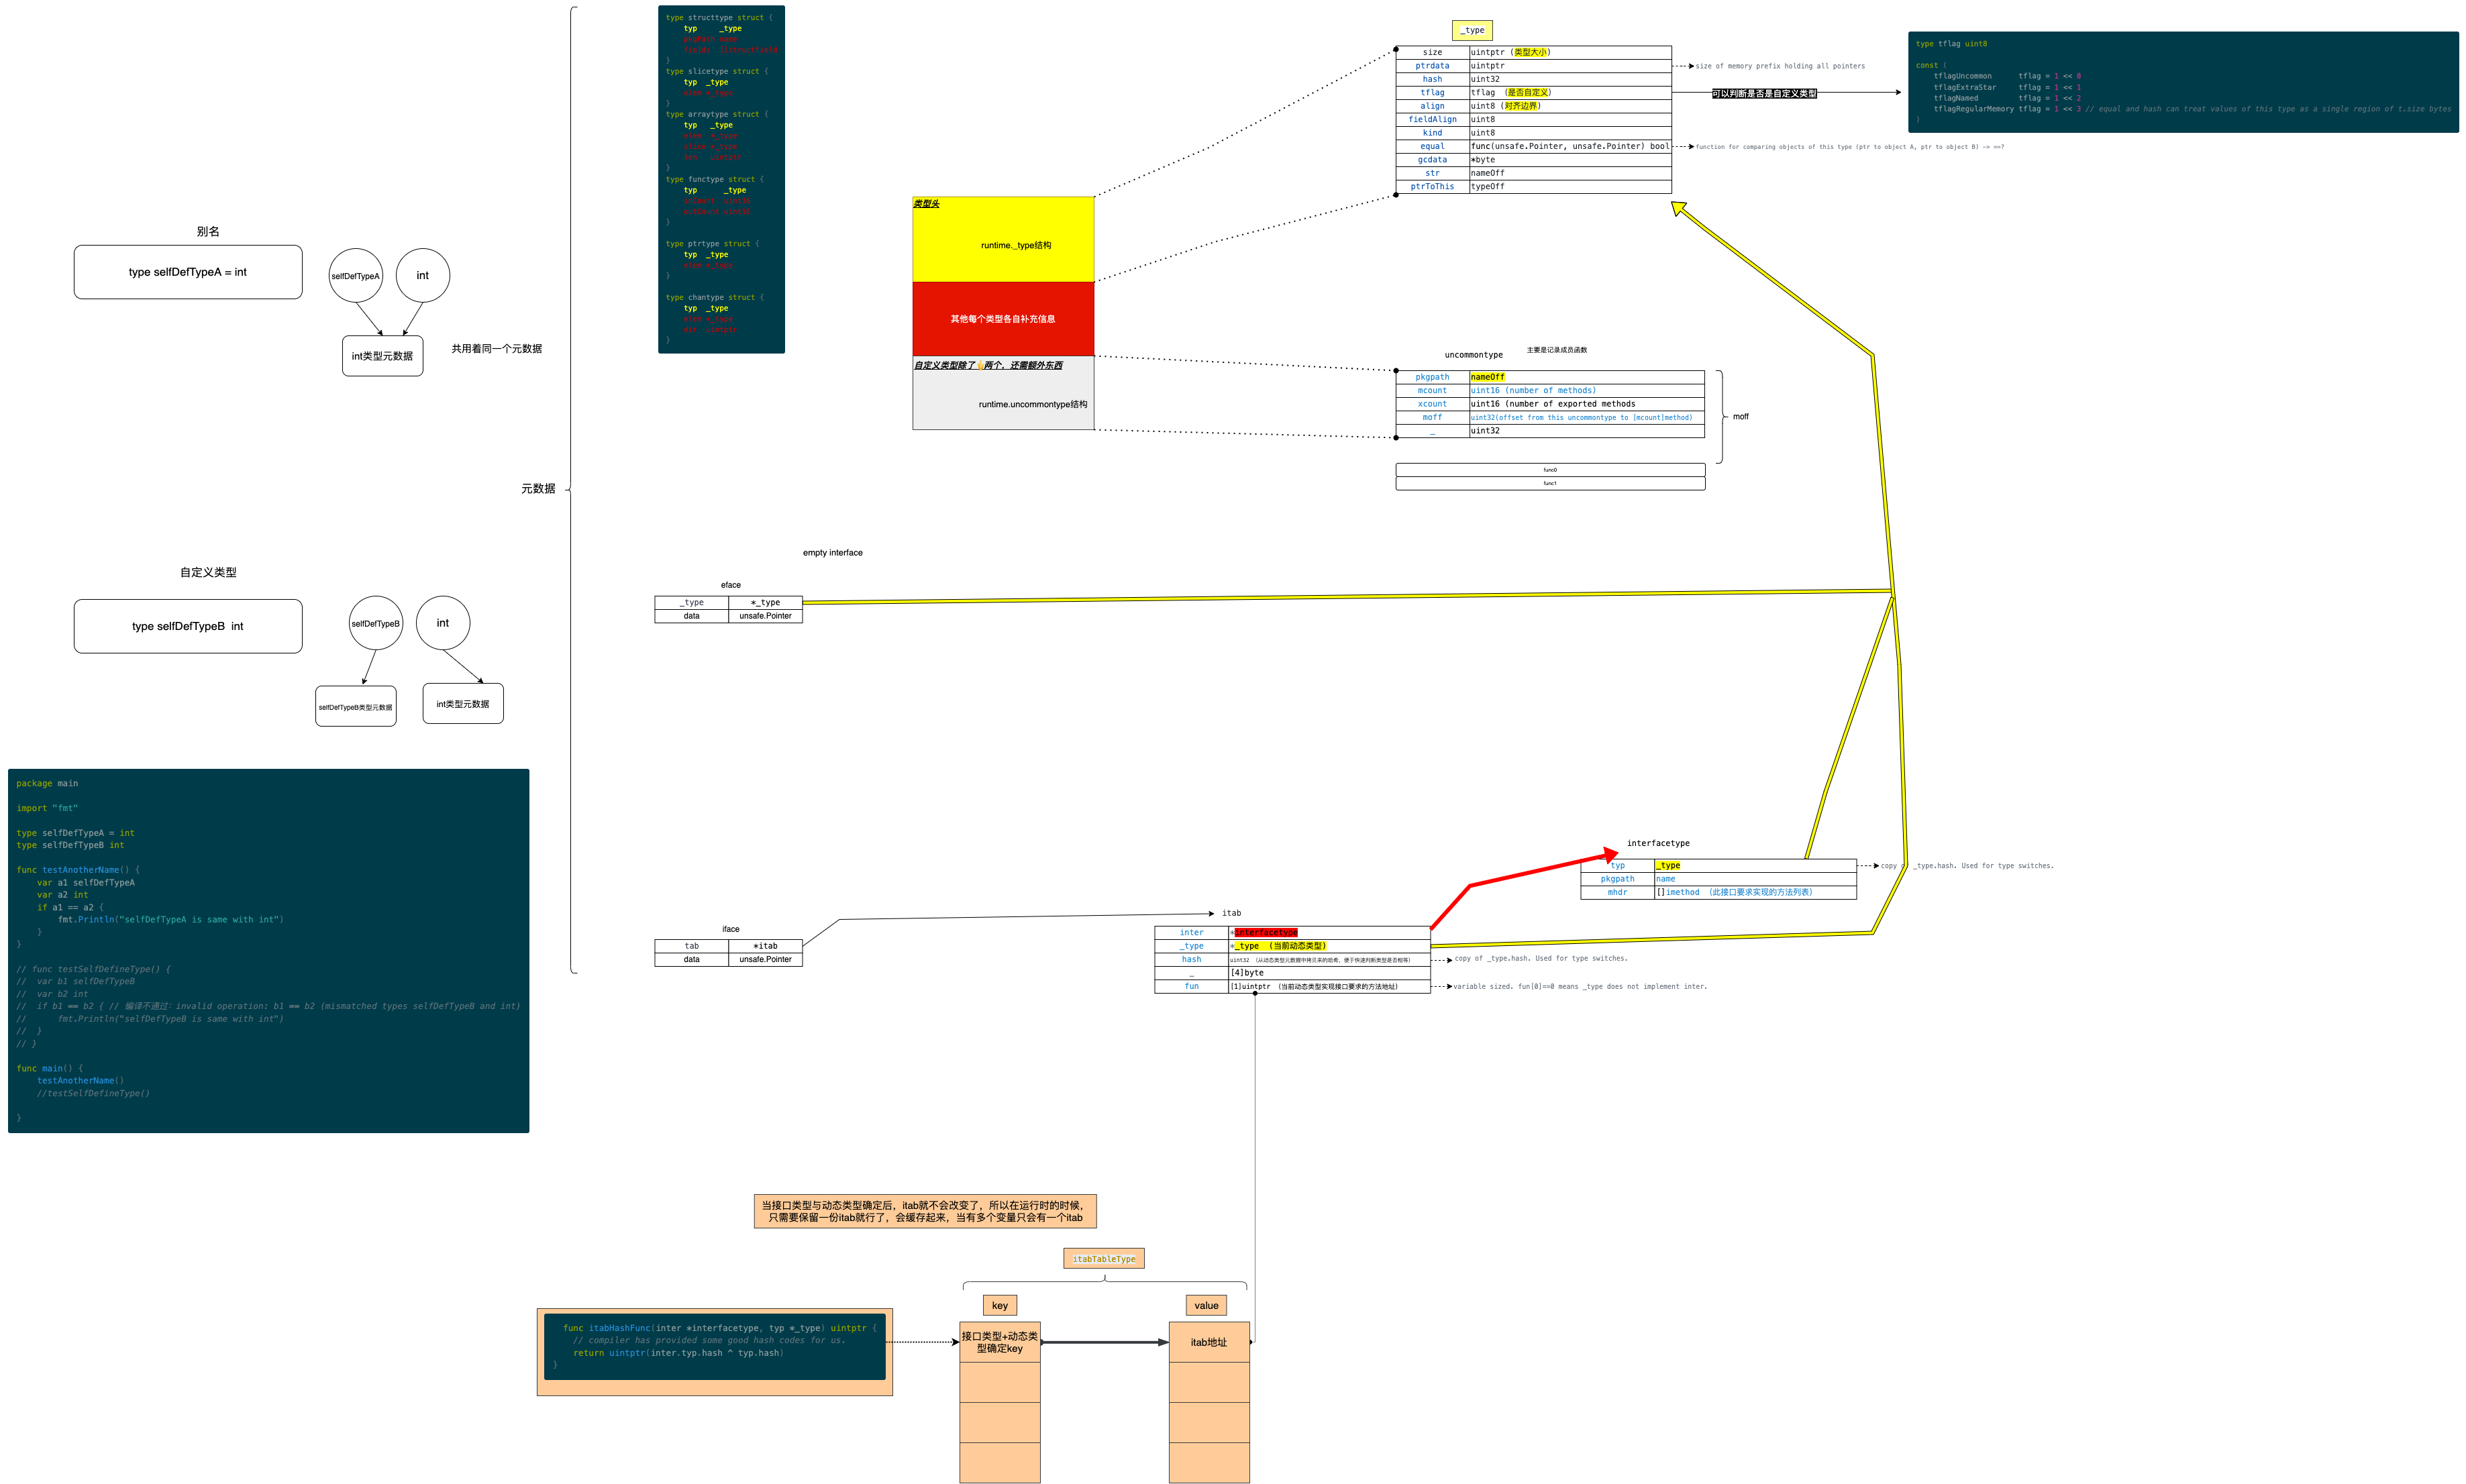 别名
type selfDefTypeA = int
selfDefTypeA
int
int类型元数据
共用着同一个元数据
自定义类型
type selfDefTypeB  int
selfDefTypeB
int
selfDefTypeB类型元数据
int类型元数据
package main
import "fmt"
type selfDefTypeA = int
type selfDefTypeB int
func testAnotherName() {
    var a1 selfDefTypeA
    var a2 int
    if a1 == a2 {
        fmt.Println("selfDefTypeA is same with int")
    }
}
// func testSelfDefineType() {
//  var b1 selfDefTypeB
//  var b2 int
//  if b1 == b2 { // 编译不通过：invalid operation: b1 == b2 (mismatched types selfDefTypeB and int)
//      fmt.Println("selfDefTypeB is same with int")
//  }
// }
func main() {
    testAnotherName()
    //testSelfDefineType()
}
元数据
type structtype struct {
    typ     _type
    pkgPath name
    fields  []structfield
}
type slicetype struct {
    typ  _type
    elem *_type
}
type arraytype struct {
    typ   _type
    elem  *_type
    slice *_type
    len   uintptr
}
type functype struct {
    typ      _type
    inCount  uint16
    outCount uint16
}
type ptrtype struct {
    typ  _type
    elem *_type
}
type chantype struct {
    typ  _type
    elem *_type
    dir  uintptr
}
类型头
runtime._type结构
其他每个类型各自补充信息
自定义类型除了👆两个，还需额外东西
runtime.uncommontype结构
_type
size uintptr (类型大小)
ptrdata uintptr
hash uint32
tflag tflag （是否自定义)
align uint8 (对齐边界)
fieldAlign uint8
kind uint8
equal func(unsafe.Pointer, unsafe.Pointer) bool
gcdata *byte
str nameOff
ptrToThis typeOff
size of memory prefix holding all pointers
可以判断是否是自定义类型
function for comparing objects of this type (ptr to object A, ptr to object B) -> ==?
type tflag uint8
const (
    tflagUncommon      tflag = 1 << 0
    tflagExtraStar     tflag = 1 << 1
    tflagNamed         tflag = 1 << 2
    tflagRegularMemory tflag = 1 << 3 // equal and hash can treat values of this type as a single region of t.size bytes
)
uncommontype
主要是记录成员函数
pkgpath nameOff
mcount uint16 (number of methods)
xcount uint16 (number of exported methods
moff uint32(offset from this uncommontype to [mcount]method)
_ uint32
moff
func0
func1
empty interface
eface
_type *_type
data unsafe.Pointer
iface
tab *itab
data unsafe.Pointer
itab
inter *interfacetype
_type *_type （当前动态类型)
hash uint32 （从动态类型元数据中拷贝来的哈希，便于快速判断类型是否相等)
_ [4]byte
fun [1]uintptr （当前动态类型实现接口要求的方法地址)
copy of _type.hash. Used for type switches.
variable sized. fun[0]==0 means _type does not implement inter.
interfacetype
typ _type
pkgpath name
mhdr []imethod （此接口要求实现的方法列表）
copy of _type.hash. Used for type switches.
当接口类型与动态类型确定后，itab就不会改变了，所以在运行时的时候，
只需要保留一份itab就行了，会缓存起来，当有多个变量只会有一个itab
itabTableType
key
value
func itabHashFunc(inter *interfacetype, typ *_type) uintptr {
    // compiler has provided some good hash codes for us.
    return uintptr(inter.typ.hash ^ typ.hash)
}
接口类型+动态类
型确定key
itab地址